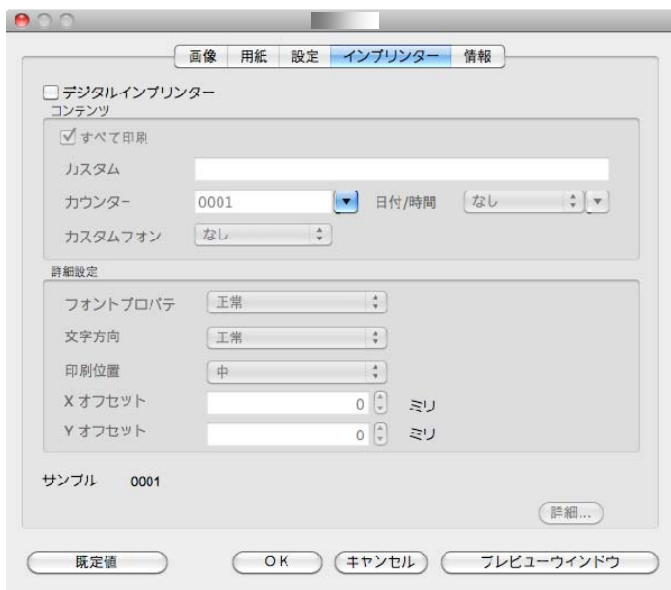 画像 用紙 設定 インプリンター 情報
デジタルインプリンター
コンテンツ
すべて印刷
カスタム
カウンター 0001 日付/時間 なし
カスタムフォン なし
詳細設定
フォントプロパテ 正常
文字方向 正常
印刷位置 中
X オフセット 0 ミリ
Y オフセット 0 ミリ
サンプル 0001
詳細...
既定値 OK キャンセル プレビューウインドウ